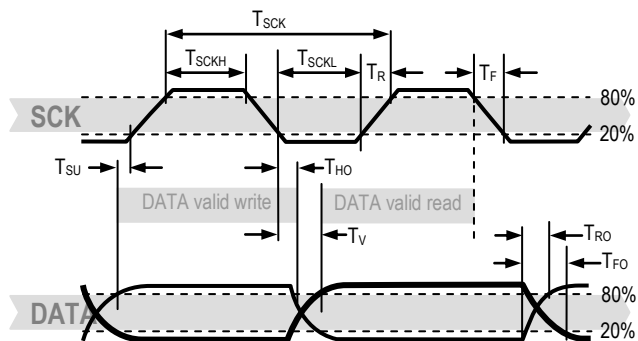 TSCK
TSCKH TSCKL TR TF
SCK 80%
20%
TSU THO
DATA valid write DATA valid read
TV TRO
TFO
DATA 80%
20%